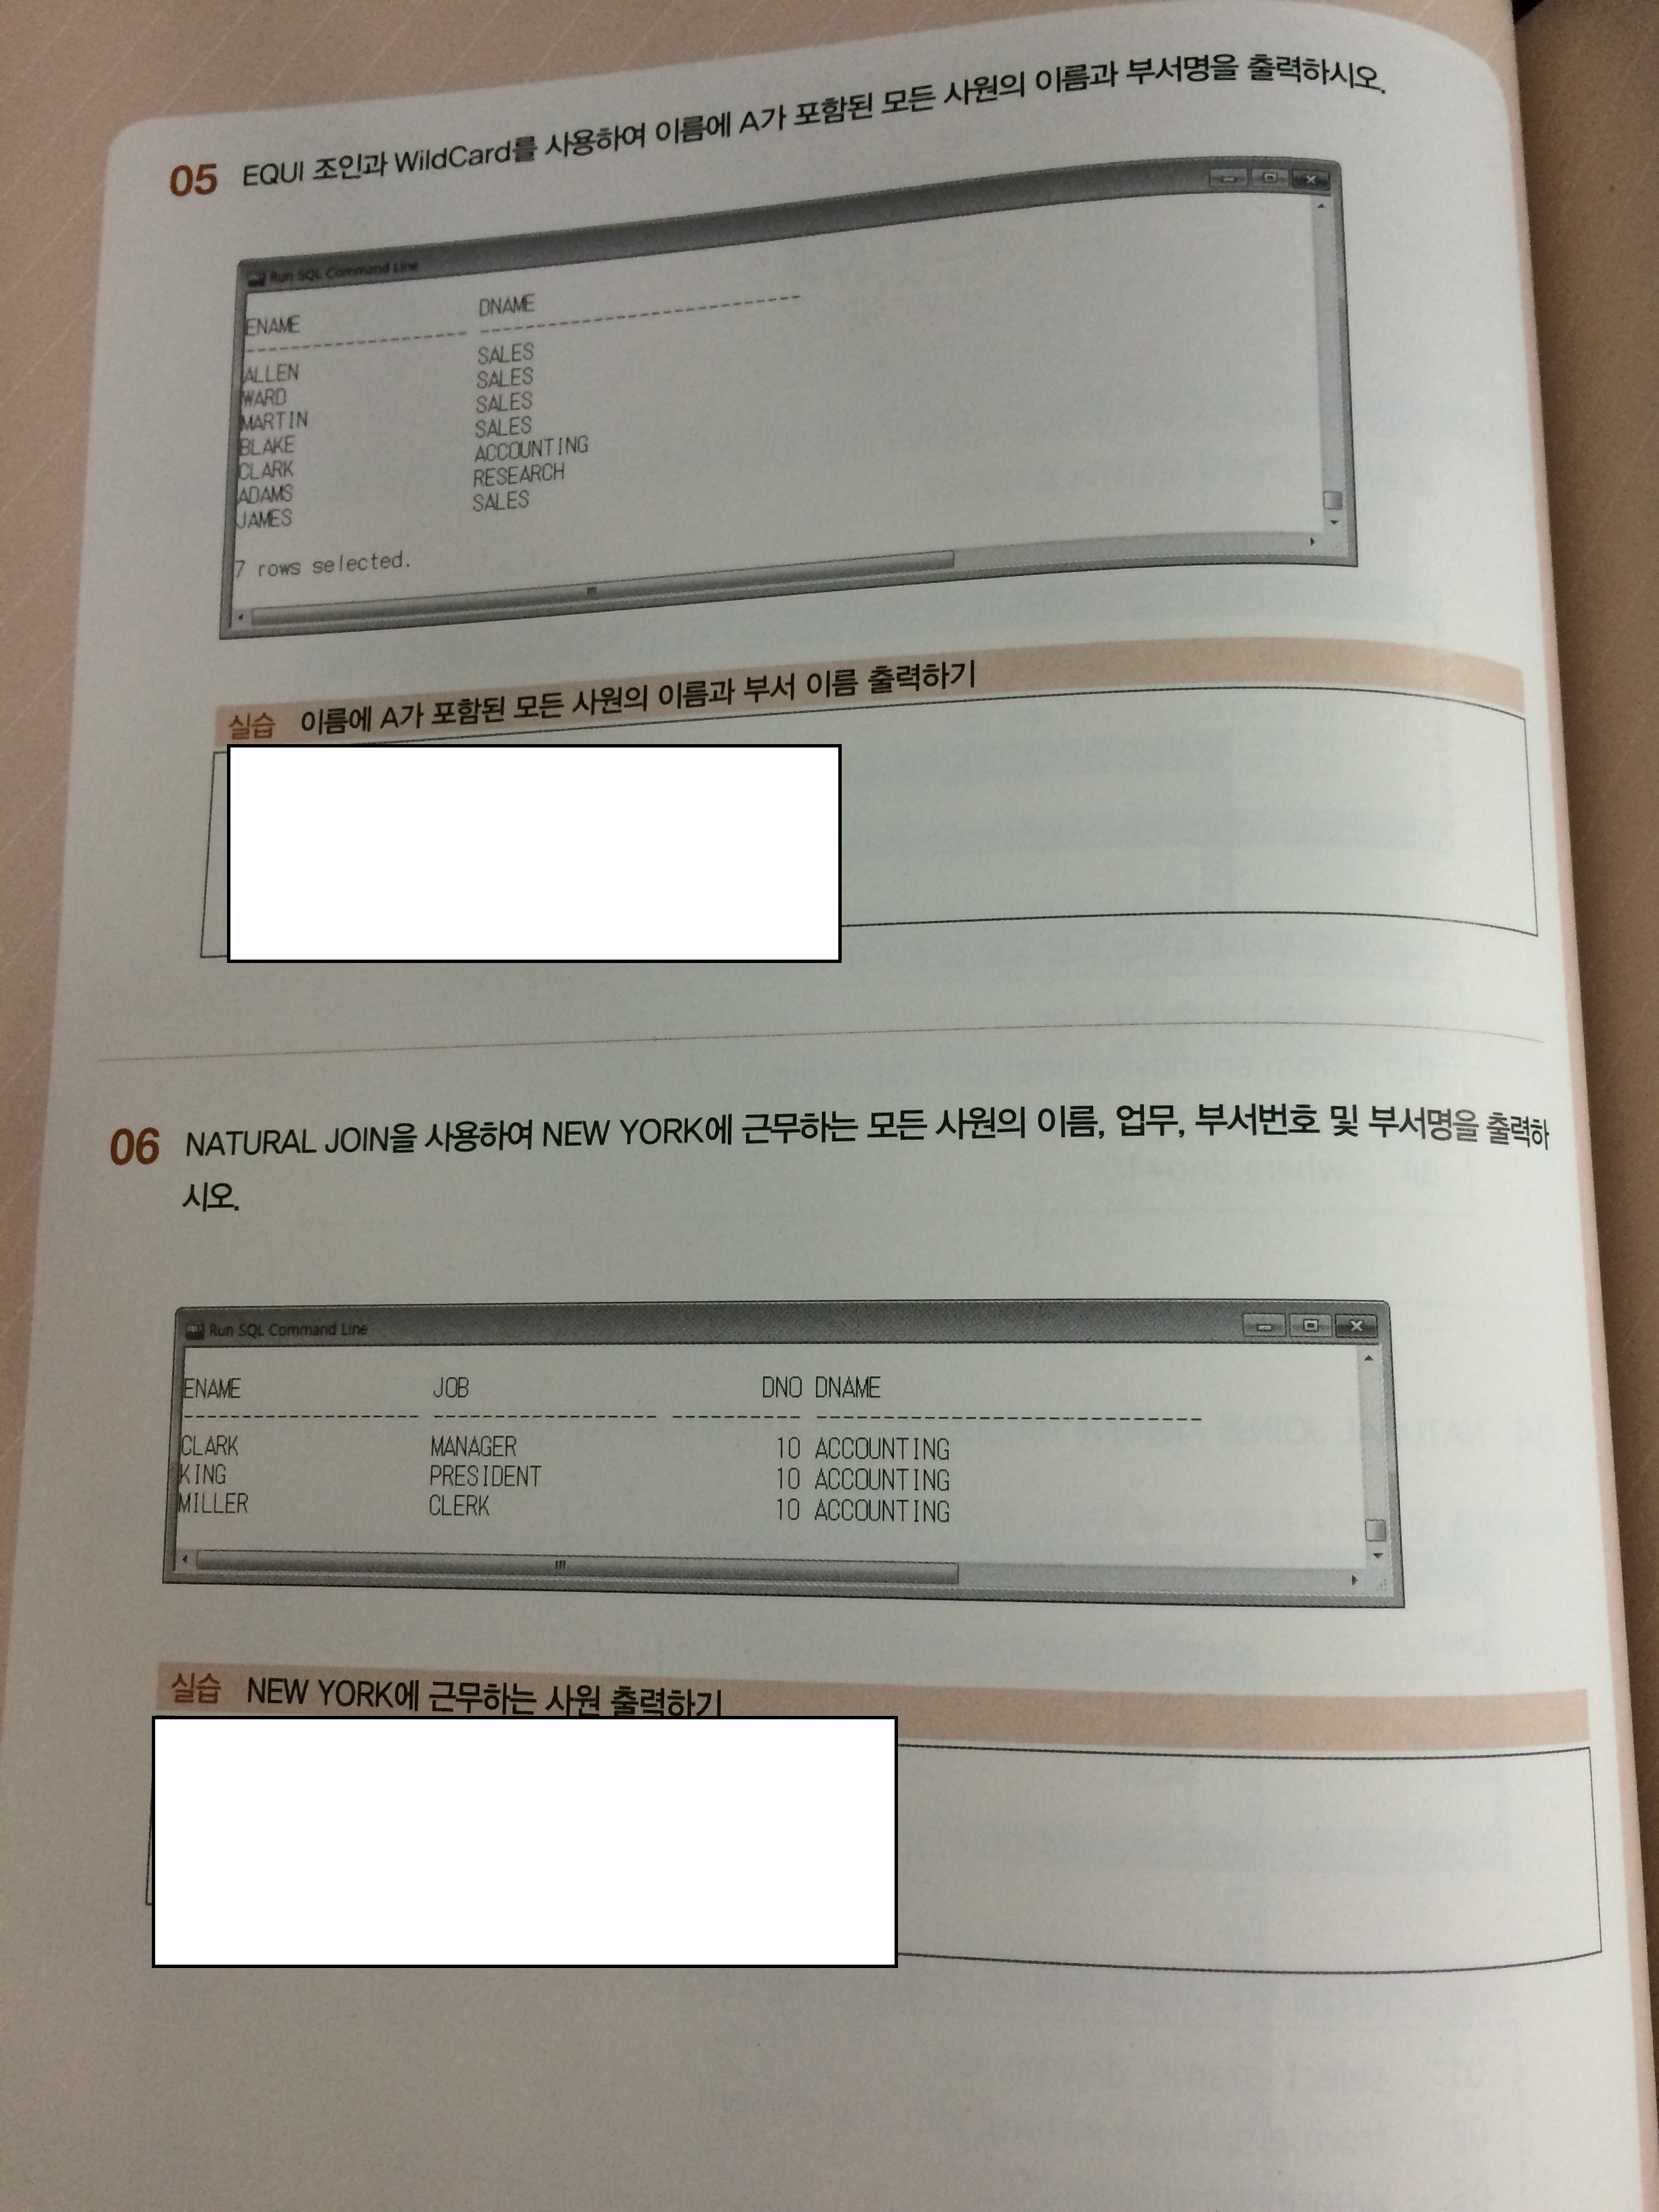 05 EQUI 조인과 WildCard를 사용하여 이름에 A가 포함된 모든 사원의 이름과 부서명을 출력하시오.
Run SQL Command Line
ENAME DNAME
-------------------- ----------------------------
ALLEN SALES
WARD SALES
MARTIN SALES
BLAKE SALES
CLARK ACCOUNTING
ADAMS RESEARCH
JAMES SALES
7 rows selected.
실습 이름에 A가 포함된 모든 사원의 이름과 부서 이름 출력하기
06 NATURAL JOIN을 사용하여 NEW YORK에 근무하는 모든 사원의 이름, 업무, 부서번호 및 부서명을 출력하
시오.
Run SQL Command Line
ENAME JOB DNO DNAME
-------------------- ------------------ ---------- ----------------------------
CLARK MANAGER 10 ACCOUNTING
KING PRESIDENT 10 ACCOUNTING
MILLER CLERK 10 ACCOUNTING
실습 NEW YORK에 근무하는 사원 출력하기